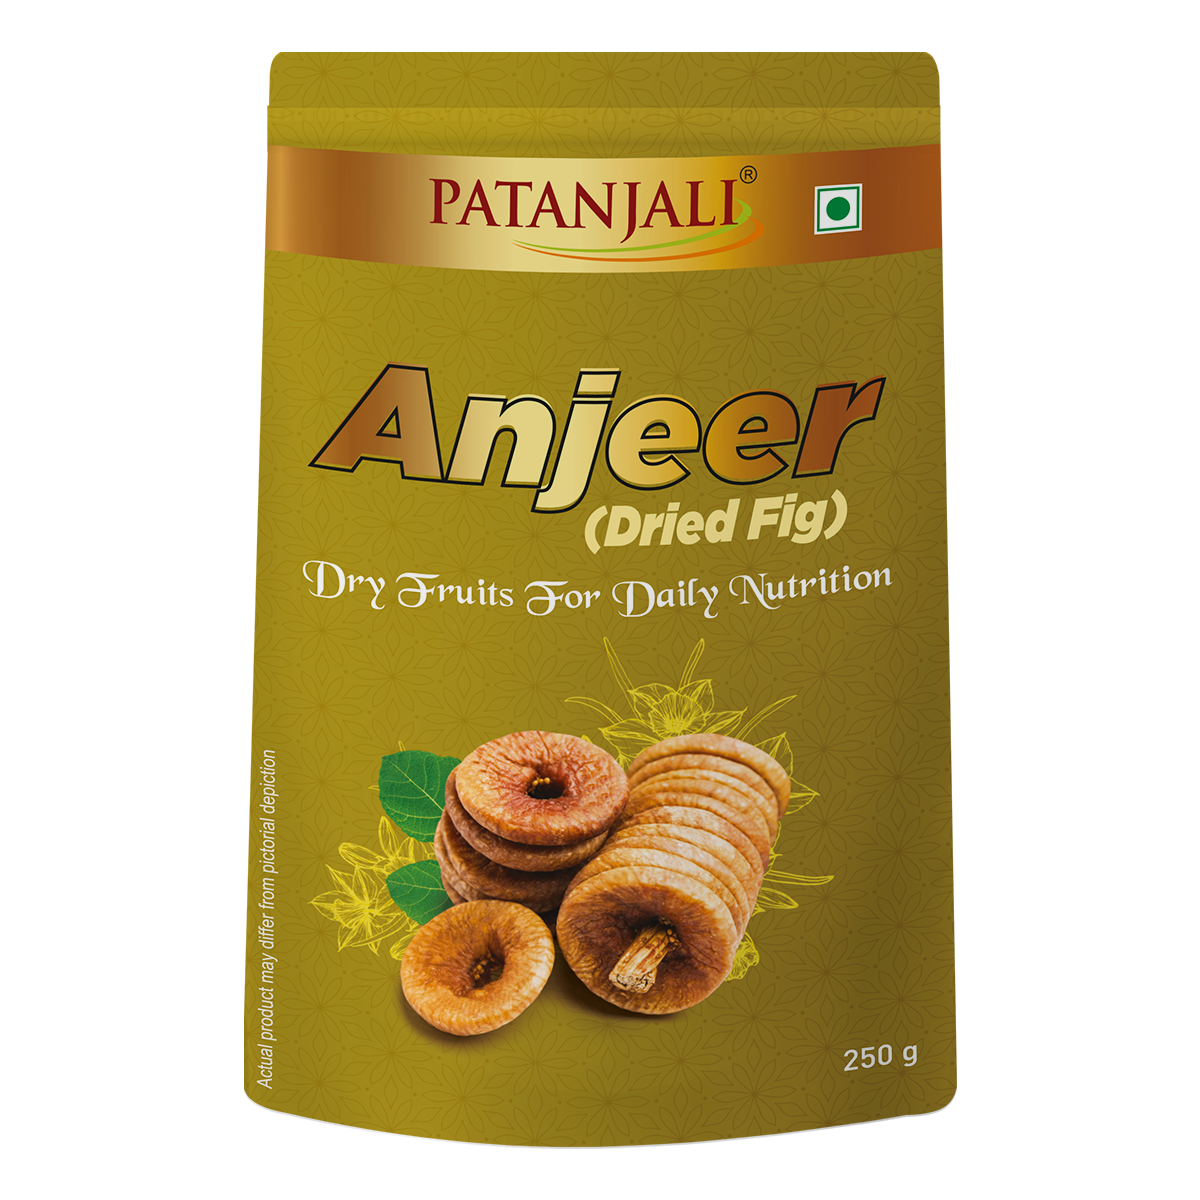 PATANJALI®
Anjeer
(Dried Fig)
Dry Fruits For Daily Nutrition
Actual product may differ from pictorial depiction
250 g